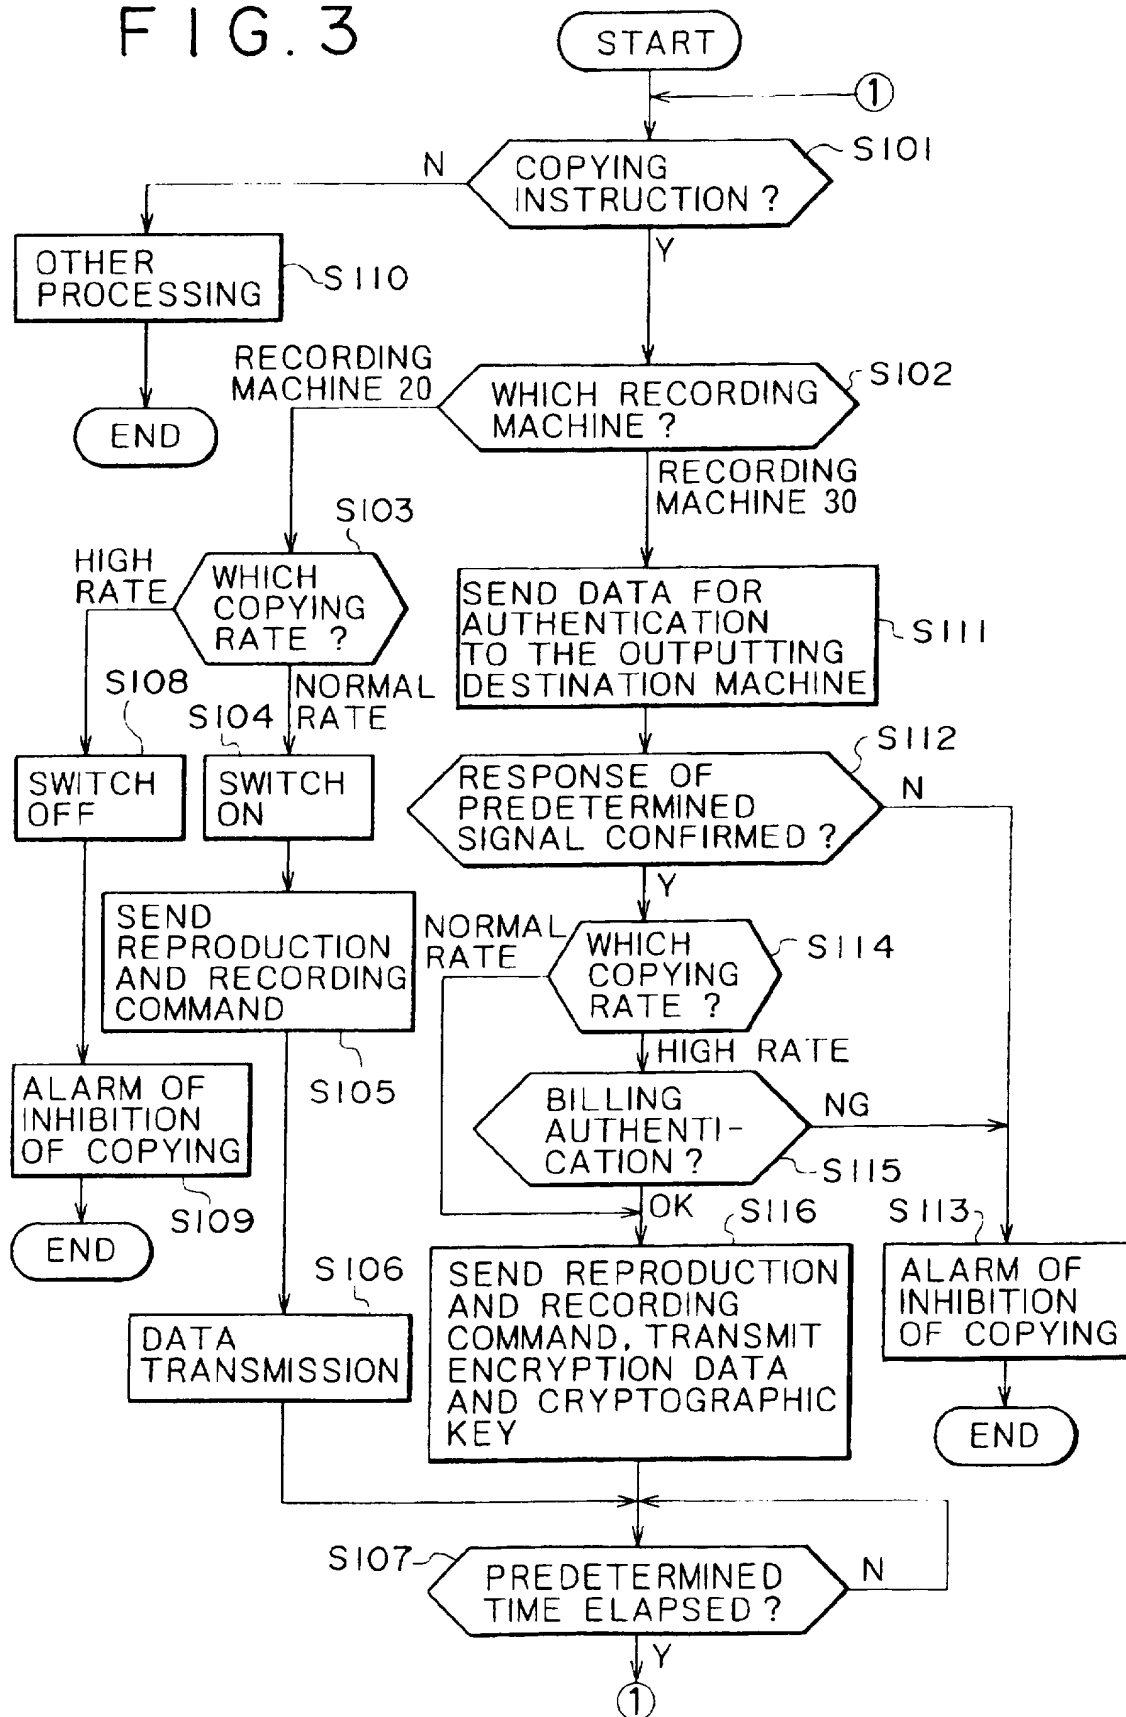 FIG. 3
START
1
COPYING
INSTRUCTION ?
S101
N
Y
OTHER
PROCESSING
S110
END
RECORDING
MACHINE 20
WHICH RECORDING
MACHINE ?
S102
RECORDING
MACHINE 30
S103
HIGH
RATE
WHICH
COPYING
RATE ?
NORMAL
RATE
SEND DATA FOR
AUTHENTICATION
TO THE OUTPUTTING
DESTINATION MACHINE
S111
S108
SWITCH
OFF
S104
SWITCH
ON
RESPONSE OF
PREDETERMINED
SIGNAL CONFIRMED ?
S112
N
Y
SEND
REPRODUCTION
AND RECORDING
COMMAND
S105
NORMAL
RATE
WHICH
COPYING
RATE ?
S114
HIGH RATE
ALARM OF
INHIBITION
OF COPYING
S109
END
BILLING
AUTHENTI-
CATION ?
NG
S115
OK
S116
S113
S106
DATA
TRANSMISSION
SEND REPRODUCTION
AND RECORDING
COMMAND, TRANSMIT
ENCRYPTION DATA
AND CRYPTOGRAPHIC
KEY
ALARM OF
INHIBITION
OF COPYING
END
S107
PREDETERMINED
TIME ELAPSED ?
N
Y
1